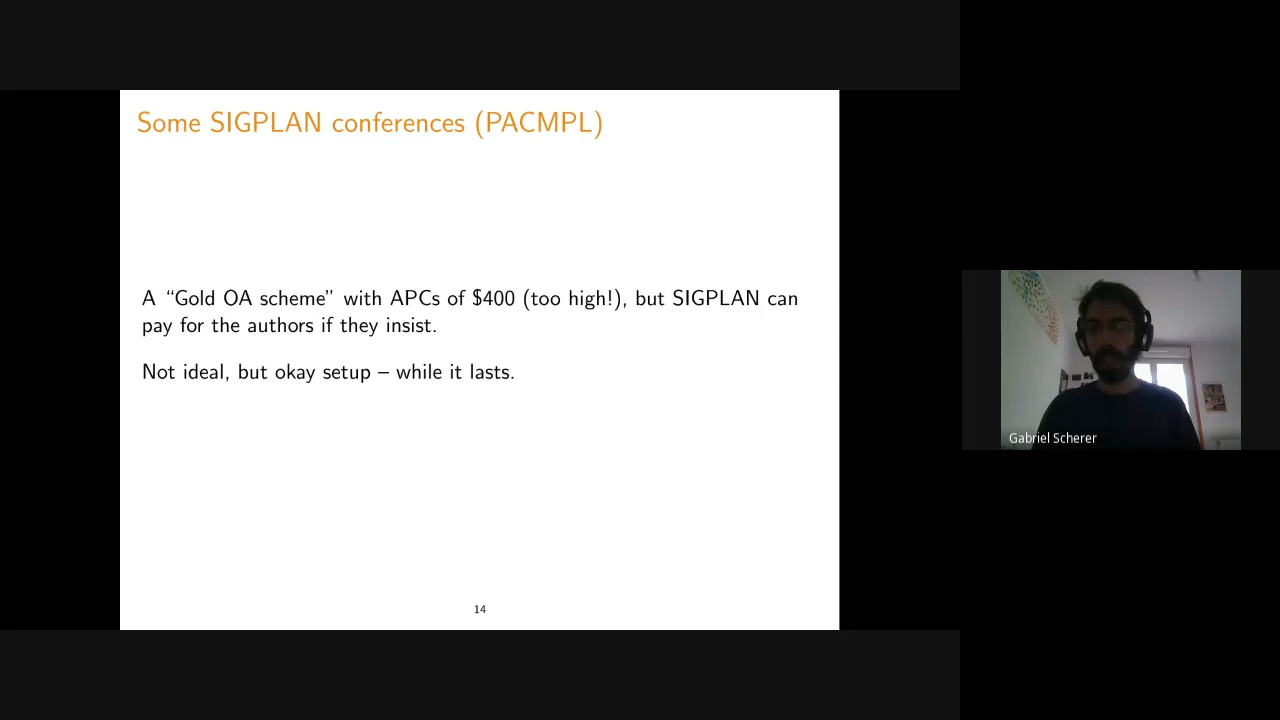 Some SIGPLAN conferences (PACMPL)
A “Gold OA scheme” with APCs of $400 (too high!), but SIGPLAN can
pay for the authors if they insist.
Not ideal, but okay setup – while it lasts.
14
Gabriel Scherer